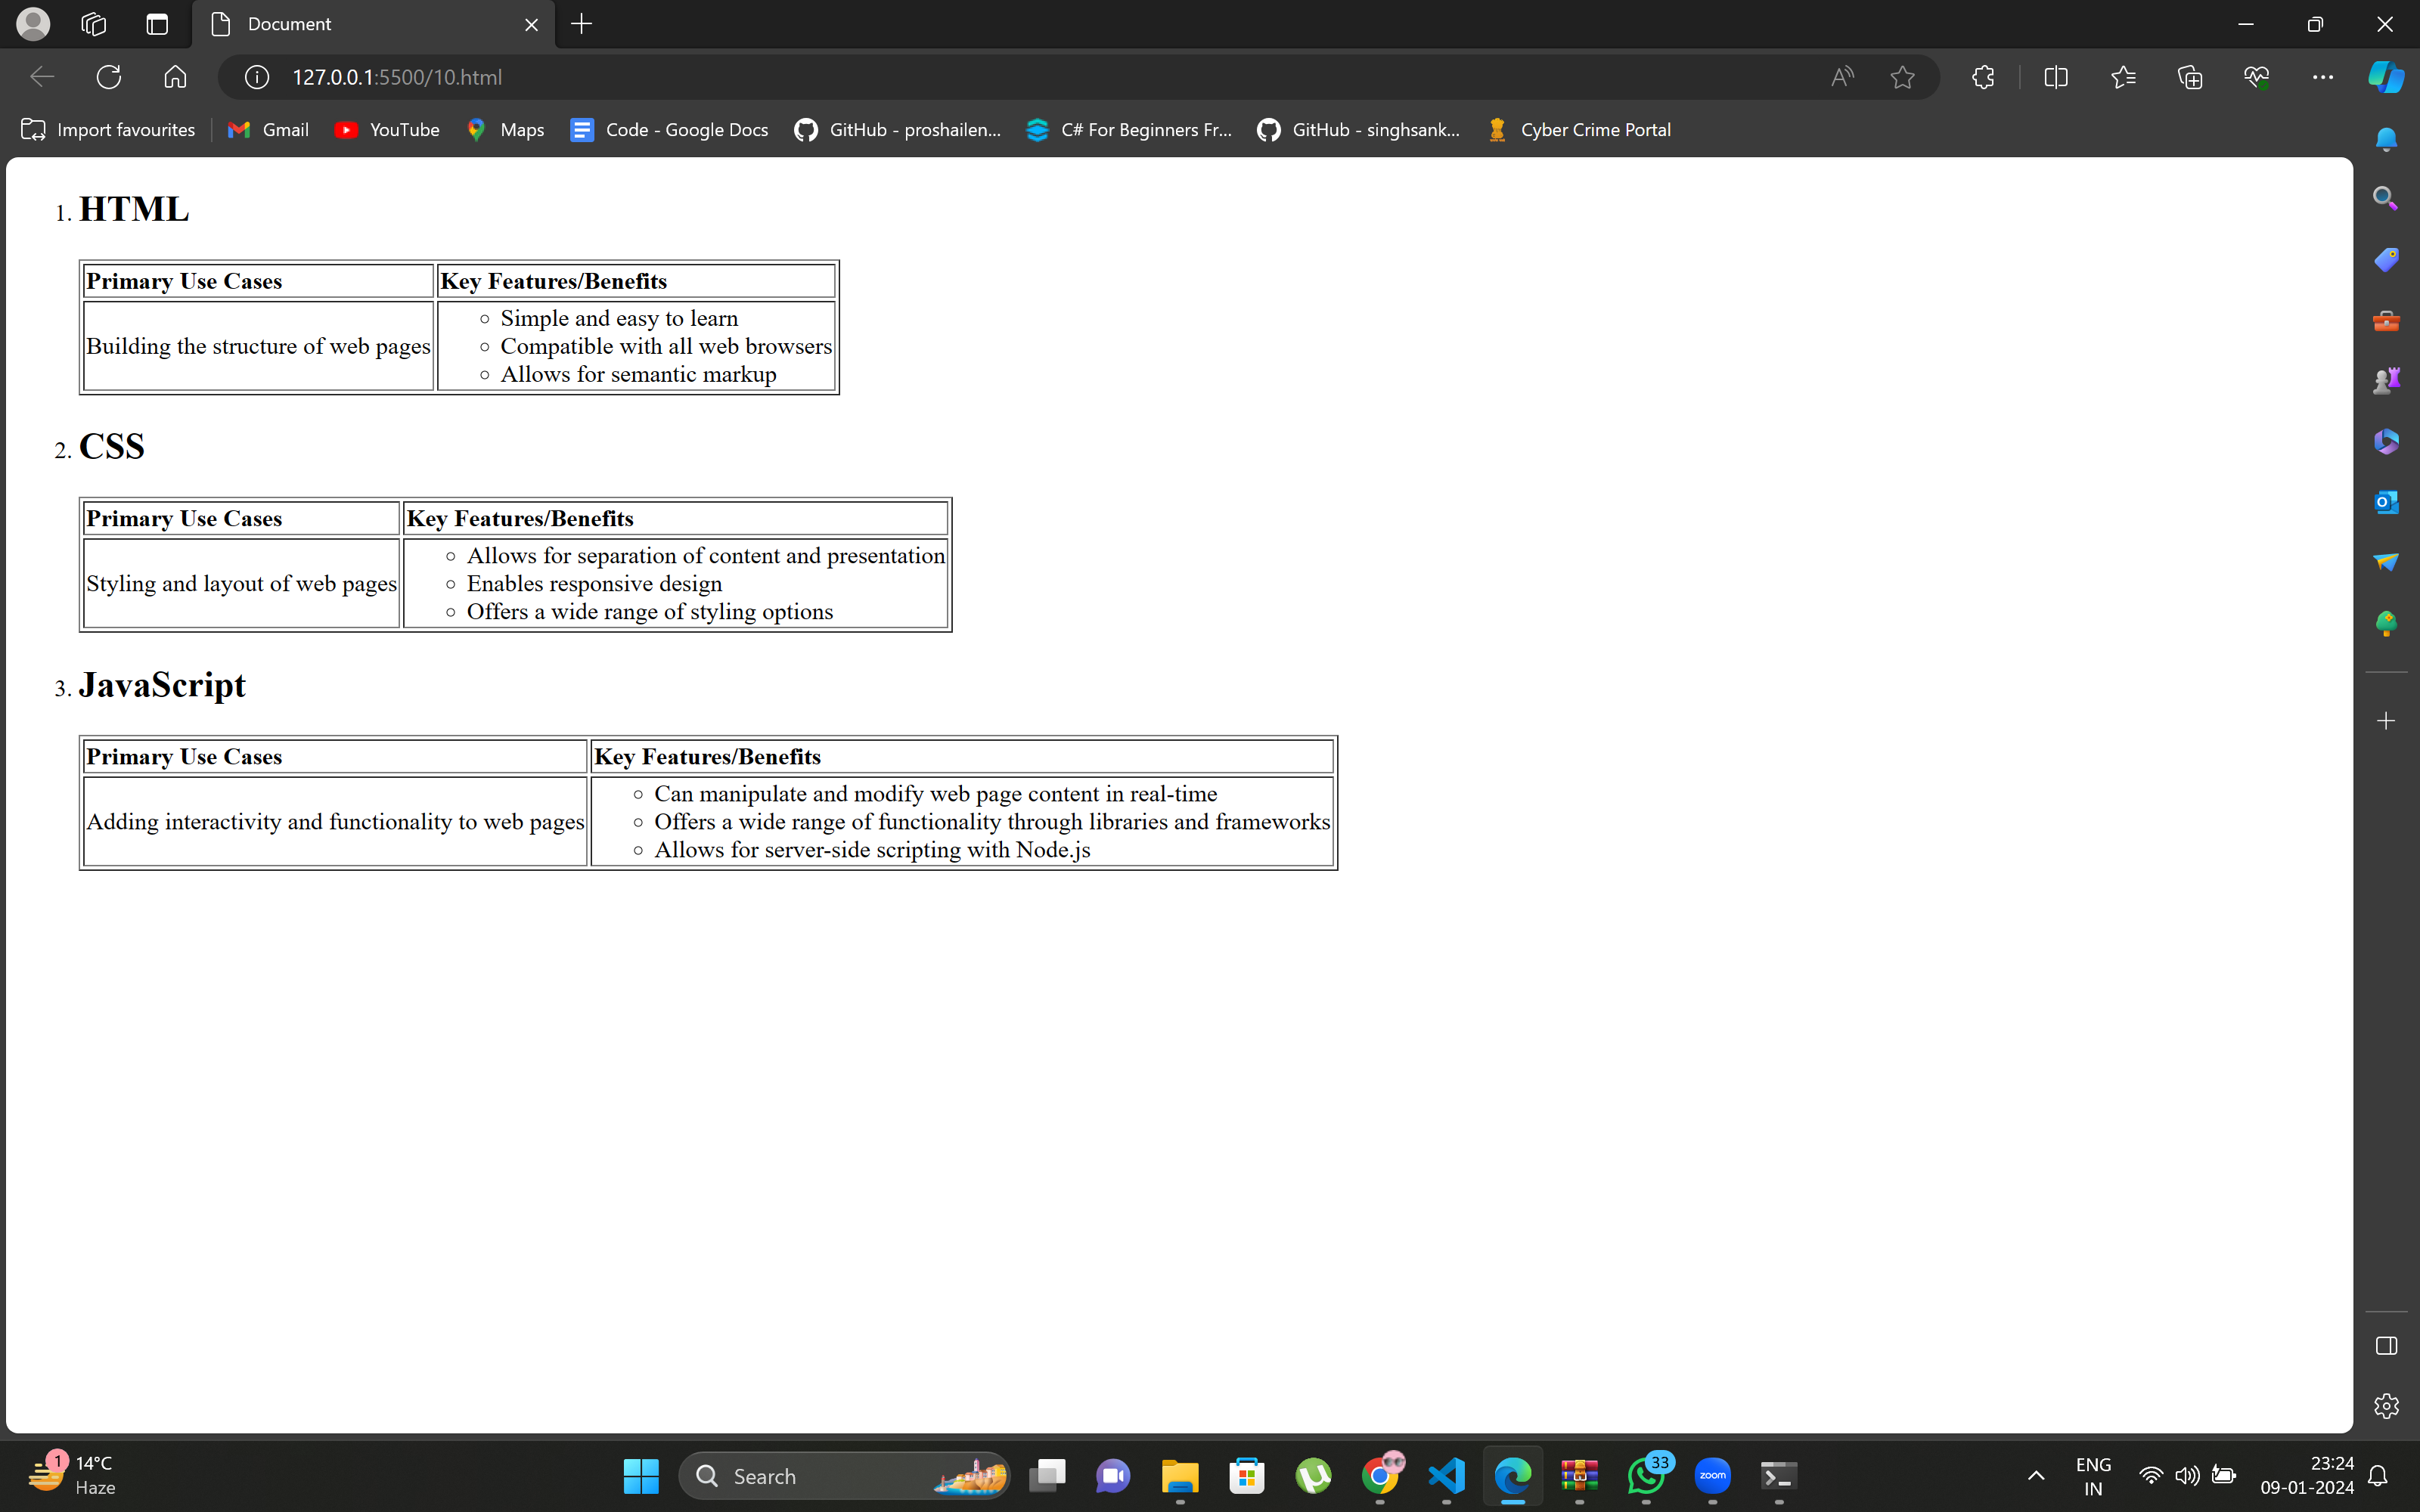 Document
127.0.0.1:5500/10.html
Import favourites Gmail YouTube Maps Code - Google Docs GitHub - proshailen... C# For Beginners Fr... GitHub - singhsank... Cyber Crime Portal
1. HTML
Primary Use Cases Key Features/Benefits
Building the structure of web pages
Simple and easy to learn
Compatible with all web browsers
Allows for semantic markup
2. CSS
Primary Use Cases Key Features/Benefits
Styling and layout of web pages
Allows for separation of content and presentation
Enables responsive design
Offers a wide range of styling options
3. JavaScript
Primary Use Cases Key Features/Benefits
Adding interactivity and functionality to web pages
Can manipulate and modify web page content in real-time
Offers a wide range of functionality through libraries and frameworks
Allows for server-side scripting with Node.js
1
14°C
Haze
Search
33
zoom
ENG
IN
23:24
09-01-2024